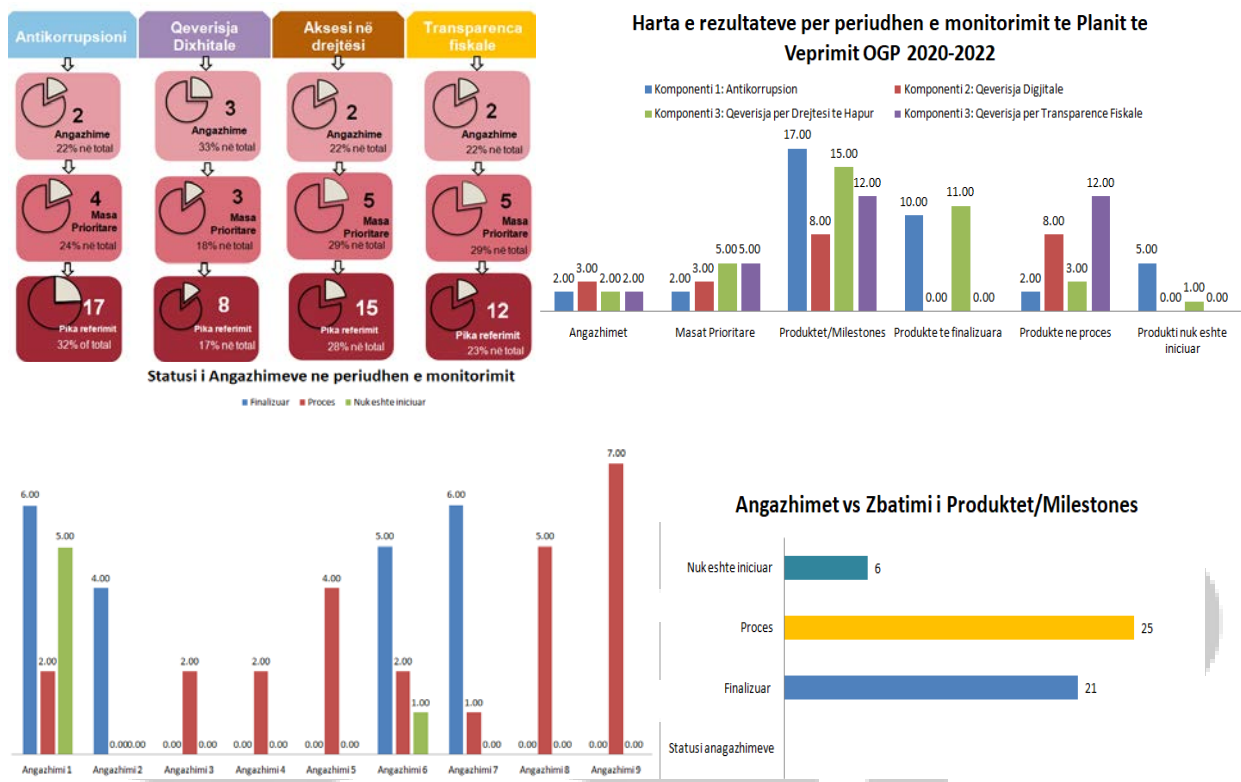 Antikorrupsioni
Qeverisja
Dixhitale
Aksesi në
drejtësi
Transparenca
fiskale
2
Angazhime
22% në total
3
Angazhime
33% në total
2
Angazhime
22% në total
2
Angazhime
22% në total
4
Masa
Prioritare
24% në total
3
Masa
Prioritare
18% në total
5
Masa
Prioritare
29% në total
5
Masa
Prioritare
29% në total
17
Pika referimit
32% of total
8
Pika referimit
17% në total
15
Pika referimit
28% në total
12
Pika referimit
23% në total
Harta e rezultateve per periudhen e monitorimit te Planit te
Veprimit OGP 2020-2022
Komponenti 1: Antikorrupsion
Komponenti 2: Qeverisja Digjitale
Komponenti 3: Qeverisja per Drejtesi te Hapur
Komponenti 3: Qeverisja per Transparence Fiskale
2.00 3.00 2.00 2.00
2.00 3.00 5.00 5.00
17.00 8.00 15.00 12.00
10.00 0.00 11.00 0.00
2.00 8.00 3.00 12.00
5.00 0.00 1.00 0.00
Angazhimet
Masat Prioritare
Produktet/Milestones
Produkte te finalizuara
Produkte ne proces
Produkti nuk eshte
iniciuar
Statusi i Angazhimeve ne periudhen e monitorimit
Finalizuar
Proces
Nuk eshte iniciuar
6.00 2.00 5.00
4.00 0.00 0.00
0.00 2.00 0.00
0.00 2.00 0.00
0.00 4.00 0.00
5.00 2.00 1.00
6.00 1.00 0.00
0.00 5.00 0.00
0.00 7.00 0.00
Angazhimi 1
Angazhimi 2
Angazhimi 3
Angazhimi 4
Angazhimi 5
Angazhimi 6
Angazhimi 7
Angazhimi 8
Angazhimi 9
Angazhimet vs Zbatimi i Produktet/Milestones
Nuk eshte iniciuar
6
Proces
25
Finalizuar
21
Statusi anagazhimeve